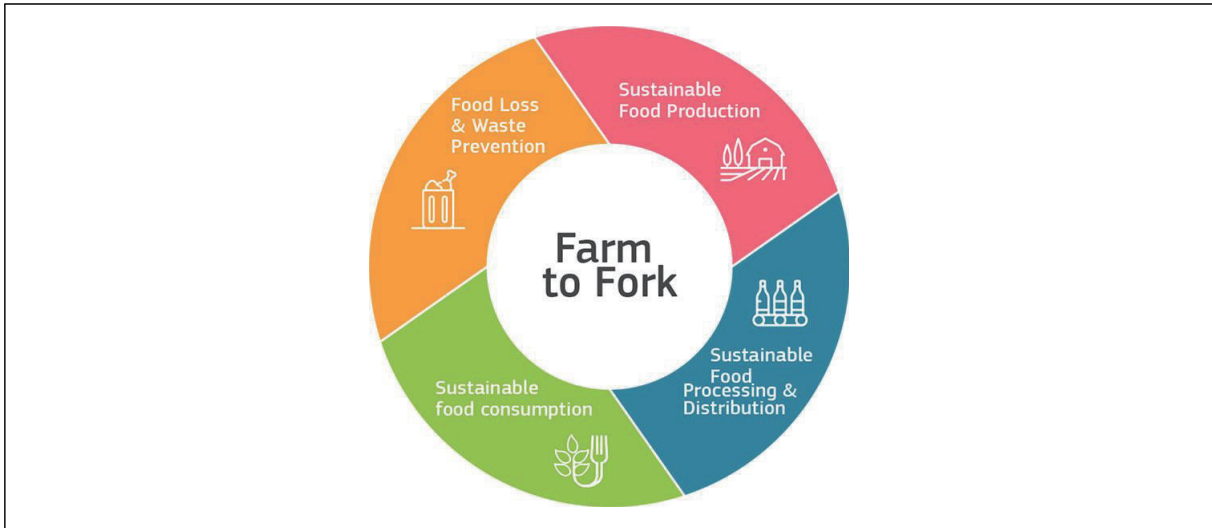 Food Loss
& Waste
Prevention
Sustainable
Food Production
Farm
to Fork
Sustainable
Food
Processing &
Distribution
Sustainable
food consumption